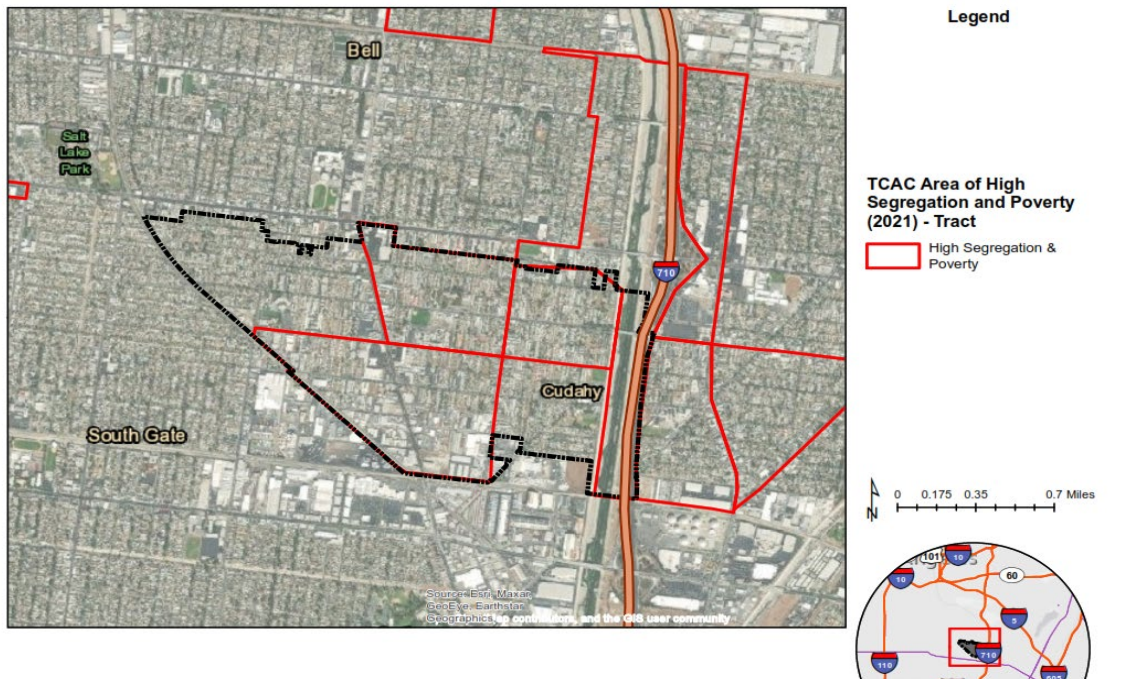 Legend
Bell
Salt
Lake
Park
TCAC Area of High
Segregation and Poverty
(2021) - Tract
High Segregation &
Poverty
710
Cudahy
South Gate
N
0 0.175 0.35 0.7 Miles
Source: Esri, Maxar,
GeoEye, Earthstar
Geographics, contributors, and the GIS user community
101 10
10
60
5
710
110
605